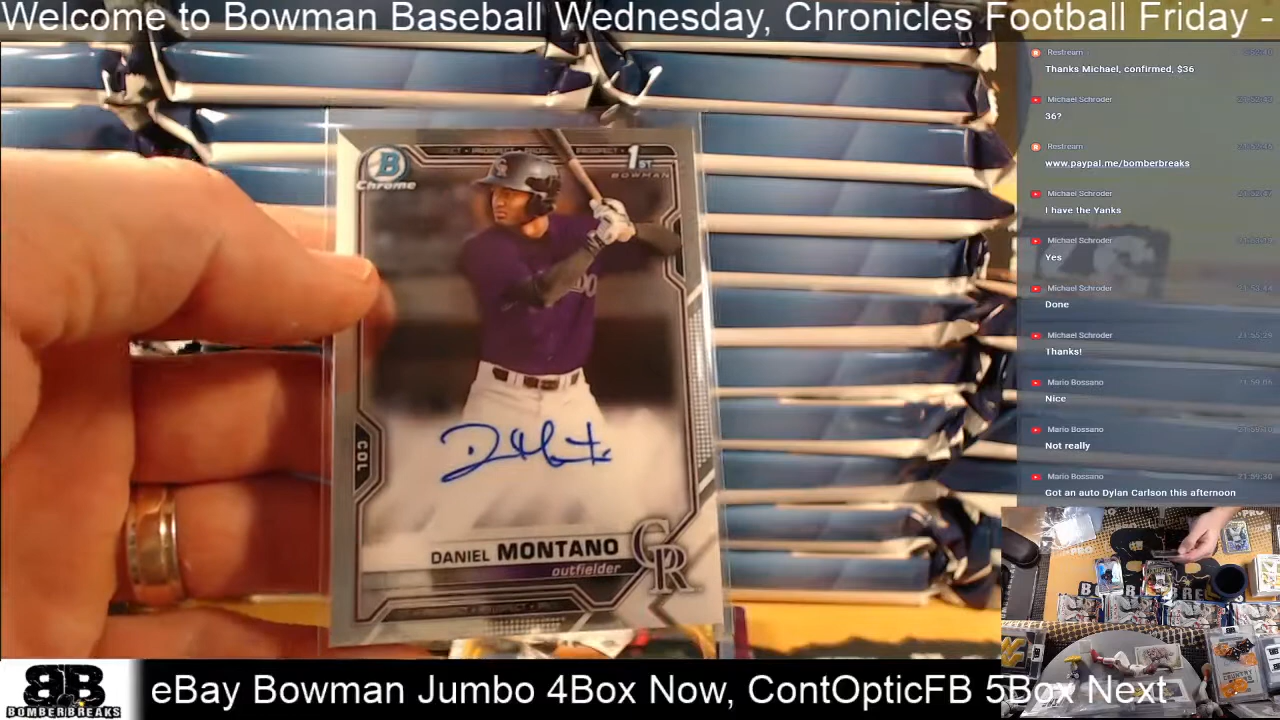 Welcome to Bowman Baseball Wednesday, Chronicles Football Friday -
Restream
Thanks Michael, confirmed, $36
Michael Schroder
36?
Restream
www.paypal.me/bomberbreaks
Michael Schroder
I have the Yanks
Michael Schroder
Yes
Michael Schroder
Done
Michael Schroder
Thanks!
Mario Bossano
Nice
Mario Bossano
Not really
Mario Bossano
Got an auto Dylan Carlson this afternoon
B
Chrome
PROSPECT
1ST
BOWMAN
COL
DANIEL MONTANO
outfielder
CR
BB
BOMBERBREAKS
eBay Bowman Jumbo 4Box Now, ContOpticFB 5Box Next